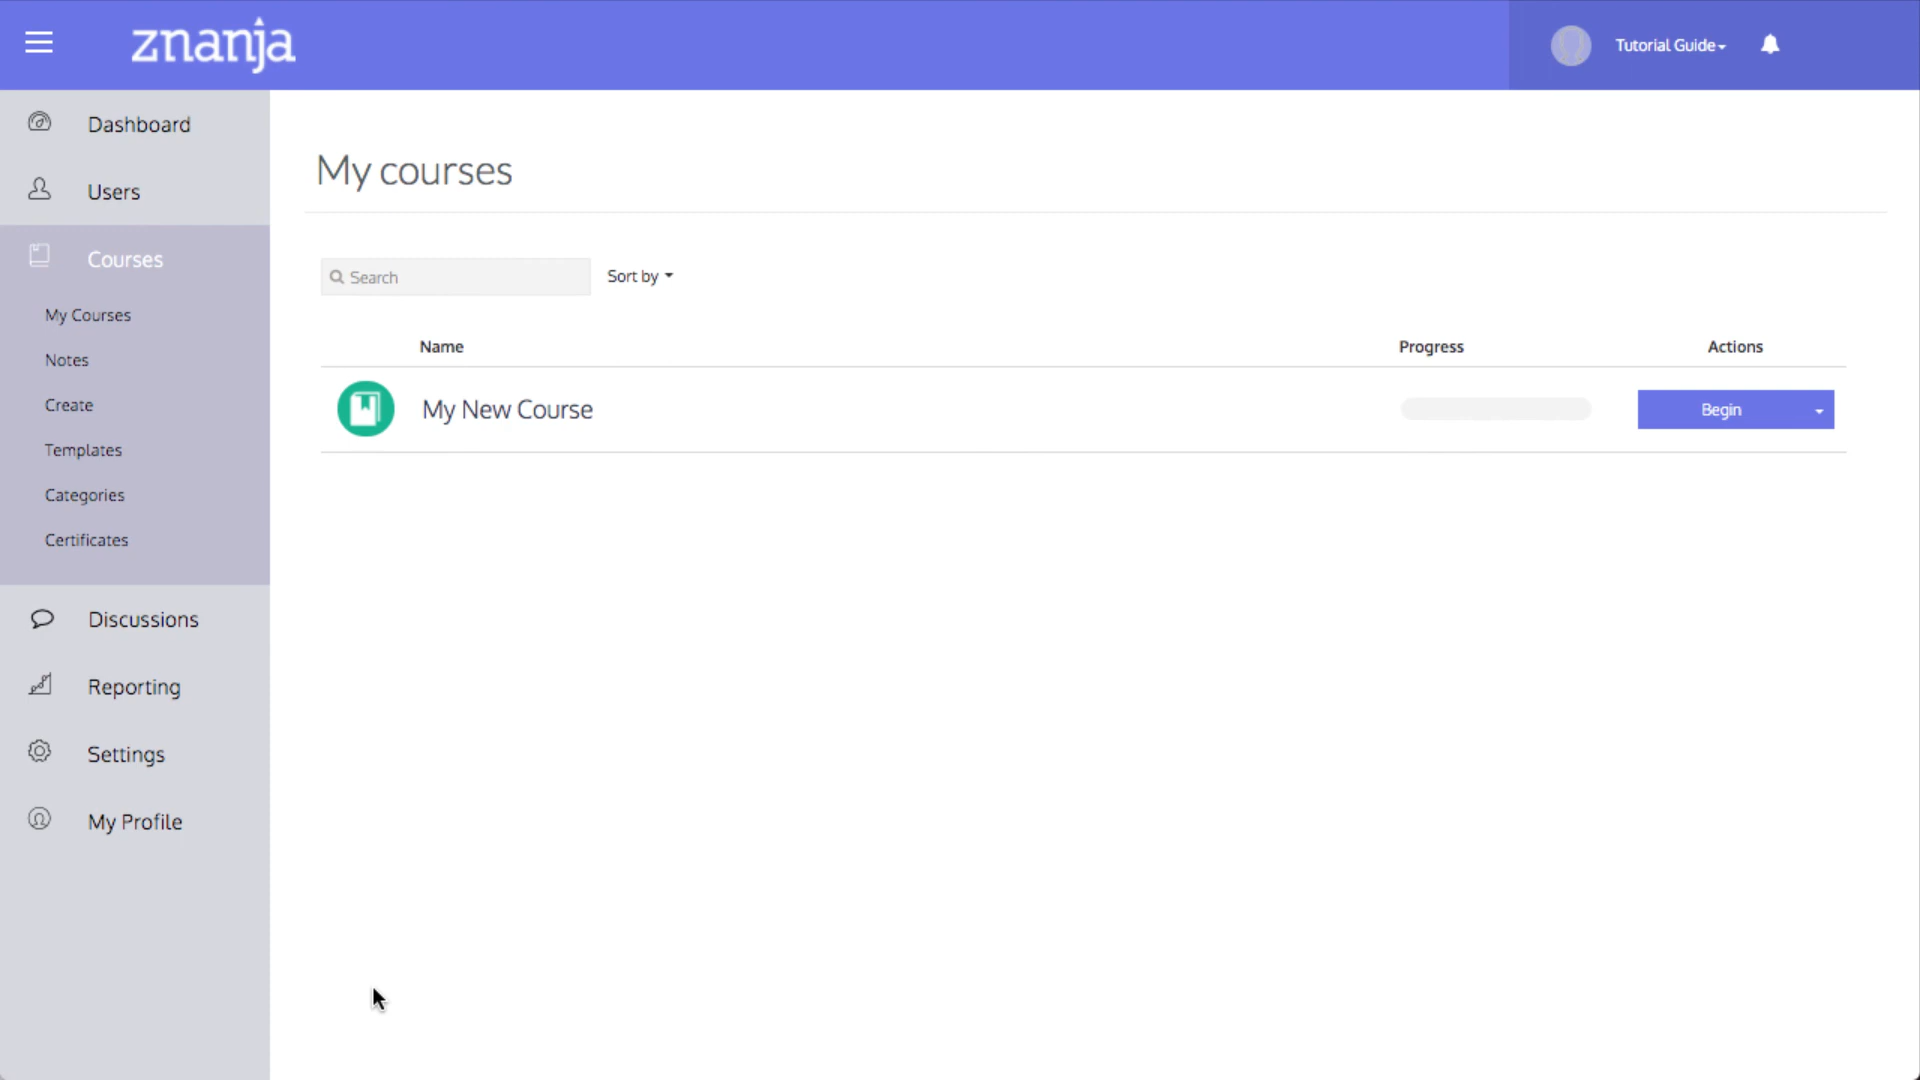 znanja
Tutorial Guide
Dashboard
Users
Courses
My Courses
Notes
Create
Templates
Categories
Certificates
Discussions
Reporting
Settings
My Profile
My courses
Search
Sort by
Name Progress Actions
My New Course Begin